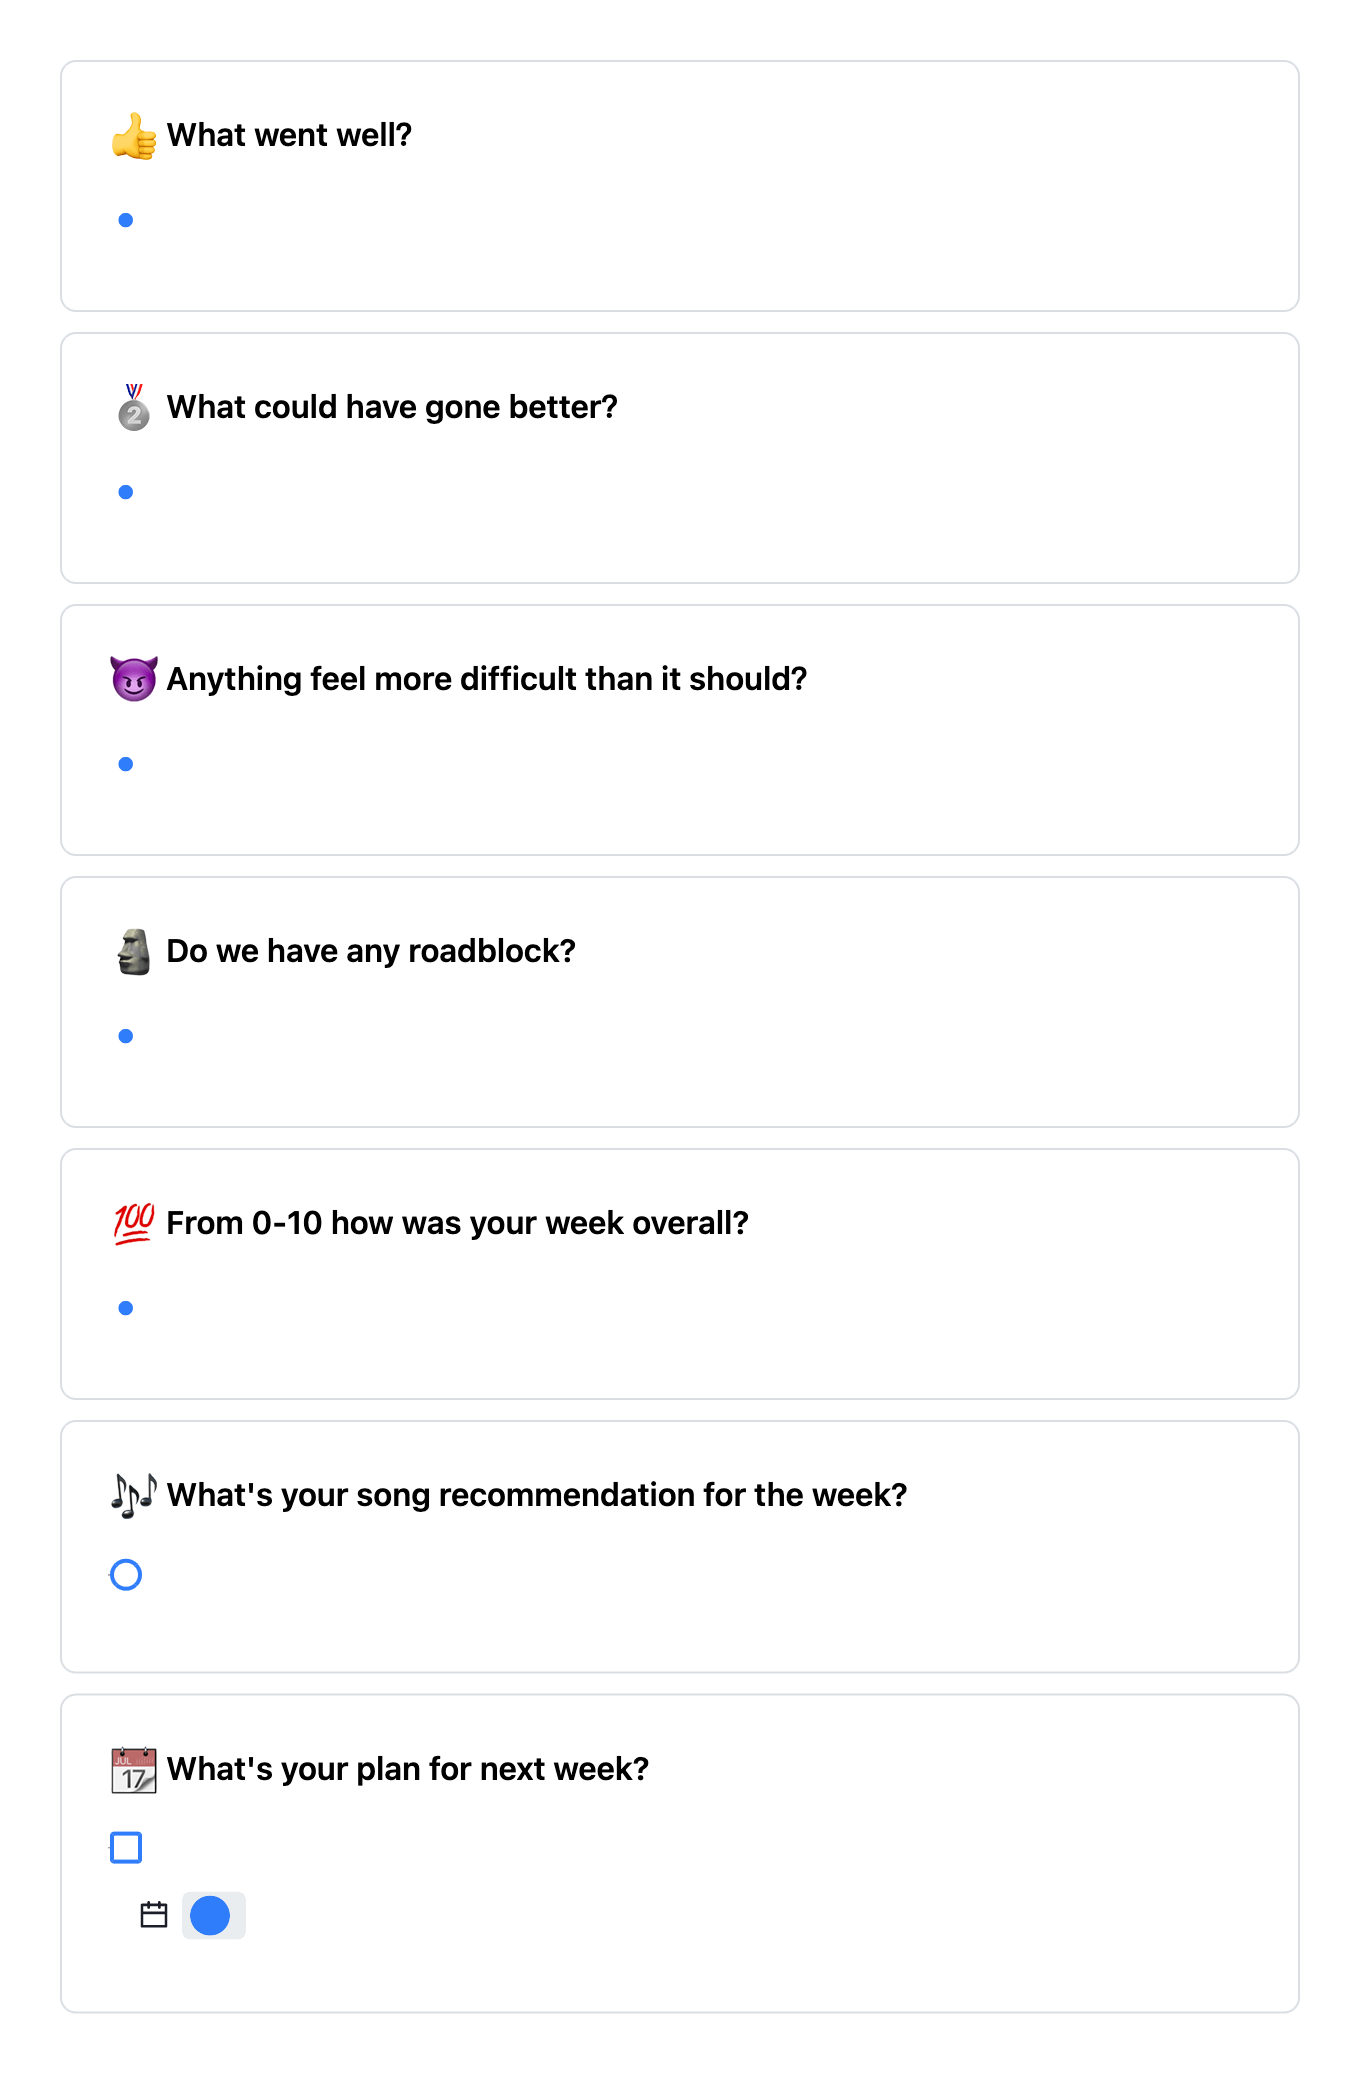 👍 What went well?
🥈 What could have gone better?
😈 Anything feel more difficult than it should?
🗿 Do we have any roadblock?
💯 From 0-10 how was your week overall?
🎶 What's your song recommendation for the week?
📆 What's your plan for next week?